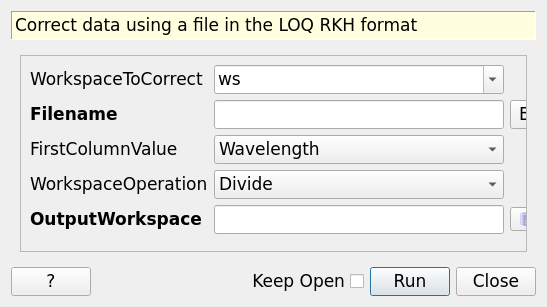 Correct data using a file in the LOQ RKH format
WorkspaceToCorrect ws
Filename
FirstColumnValue Wavelength
WorkspaceOperation Divide
OutputWorkspace
? Keep Open Run Close